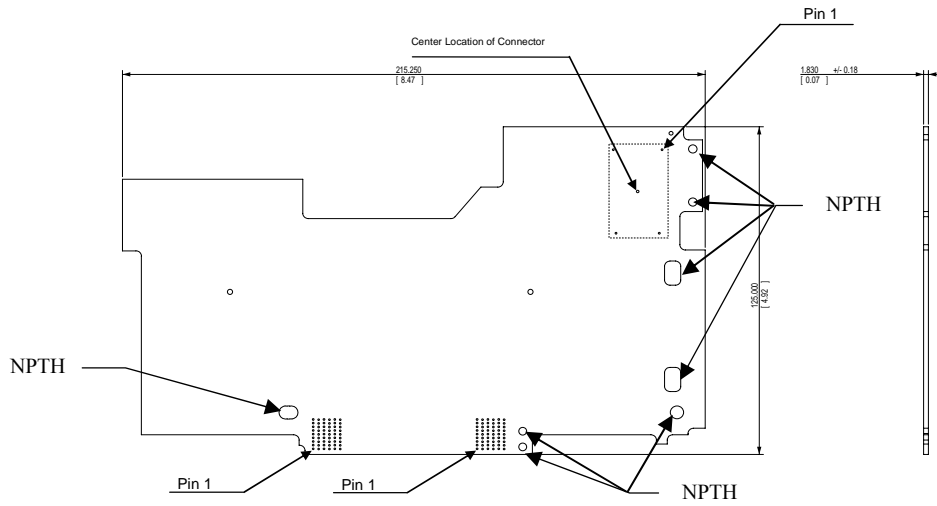 Pin 1
Center Location of Connector
215.250
[ 8.47 ]
1.830 +/- 0.18
[ 0.07 ]
NPTH
125.000
[ 4.92 ]
NPTH
Pin 1
Pin 1
NPTH